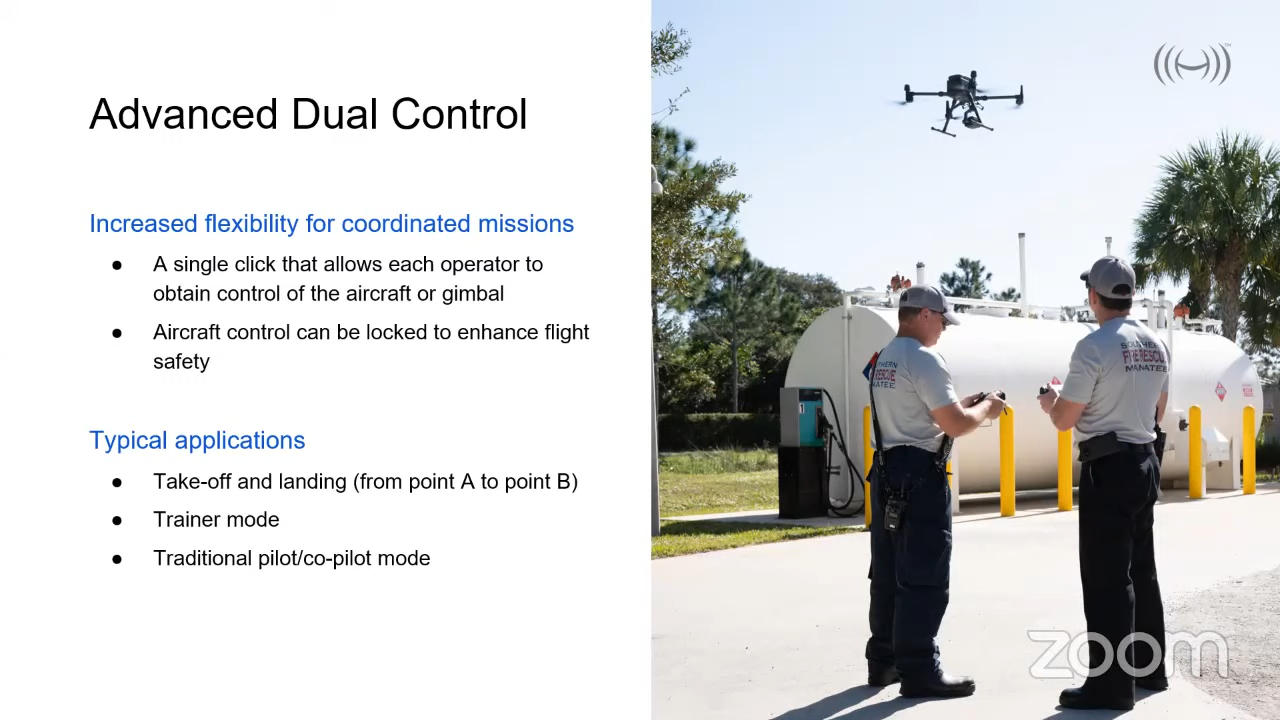 Advanced Dual Control
Increased flexibility for coordinated missions
● A single click that allows each operator to
obtain control of the aircraft or gimbal
● Aircraft control can be locked to enhance flight
safety
Typical applications
● Take-off and landing (from point A to point B)
● Trainer mode
● Traditional pilot/co-pilot mode
SOUTHERN
FIRE RESCUE
MANATEE
1
zoom